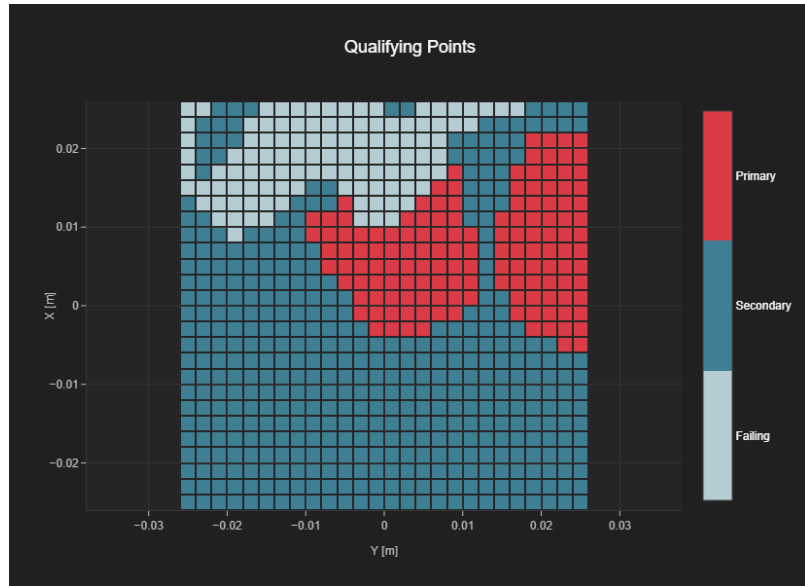 Qualifying Points
Primary
Secondary
Failing
0.02
0.01
0
−0.01
−0.02
X [m]
−0.03
−0.02
−0.01
0
0.01
0.02
0.03
Y [m]